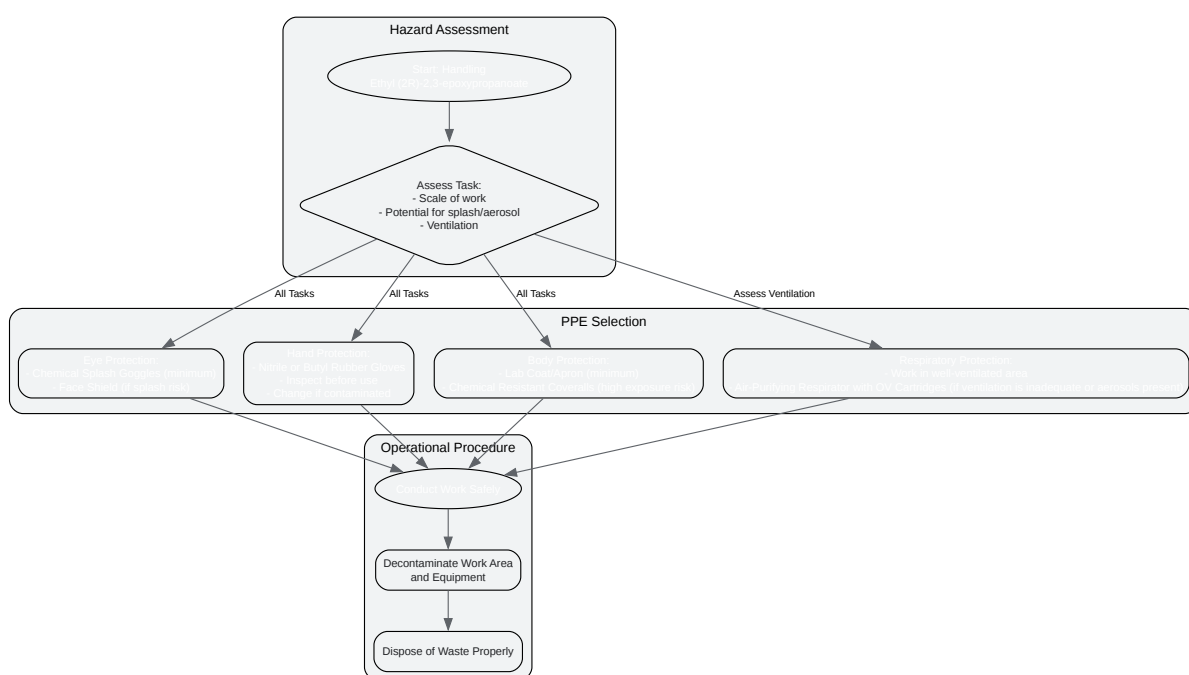 Hazard Assessment
Start: Handling
Ethyl (2R)-2,3-epoxypropanoate
Assess Task:
- Scale of work
- Potential for splash/aerosol
- Ventilation
All Tasks
All Tasks
All Tasks
Assess Ventilation
PPE Selection
Eye Protection
Chemical Splash Goggles (minimum)
- Face Shield (if splash risk)
Hand Protection
Nitrile or Butyl Rubber Gloves
- Inspect before use
- Change if contaminated
Body Protection
- Lab Coat/Apron (minimum)
- Chemical Resistant Coveralls (high exposure risk)
Respiratory Protection
- Work in well-ventilated area
- Air-Purifying Respirator with OV Cartridges (if ventilation is inadequate or aerosols present)
Operational Procedure
Conduct Work Safely
Decontaminate Work Area
and Equipment
Dispose of Waste Properly